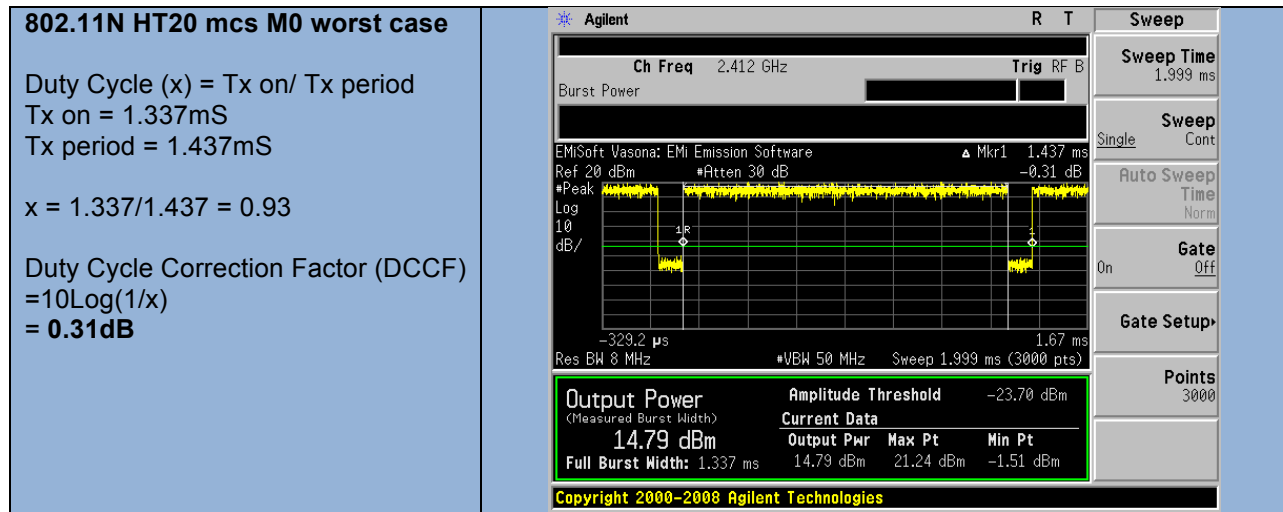 802.11N HT20 mcs M0 worst case
Duty Cycle (x) = Tx on/ Tx period
Tx on = 1.337mS
Tx period = 1.437mS
x = 1.337/1.437 = 0.93
Duty Cycle Correction Factor (DCCF)
=10Log(1/x)
= 0.31dB
Agilent R T
Ch Freq 2.412 GHz Trig RF B
Burst Power
EMiSoft Vasona: EMi Emission Software Δ Mkr1 1.437 ms
Ref 20 dBm #Atten 30 dB -0.31 dB
#Peak
Log
10
dB/
1R
1
-329.2 µs 1.67 ms
Res BW 8 MHz #VBW 50 MHz Sweep 1.999 ms (3000 pts)
Output Power
(Measured Burst Width)
14.79 dBm
Full Burst Width: 1.337 ms
Amplitude Threshold -23.70 dBm
Current Data
Output Pwr Max Pt Min Pt
14.79 dBm 21.24 dBm -1.51 dBm
Copyright 2000-2008 Agilent Technologies
Sweep
Sweep Time
1.999 ms
Sweep
Single Cont
Auto Sweep
Time
Norm
Gate
On Off
Gate Setup▸
Points
3000